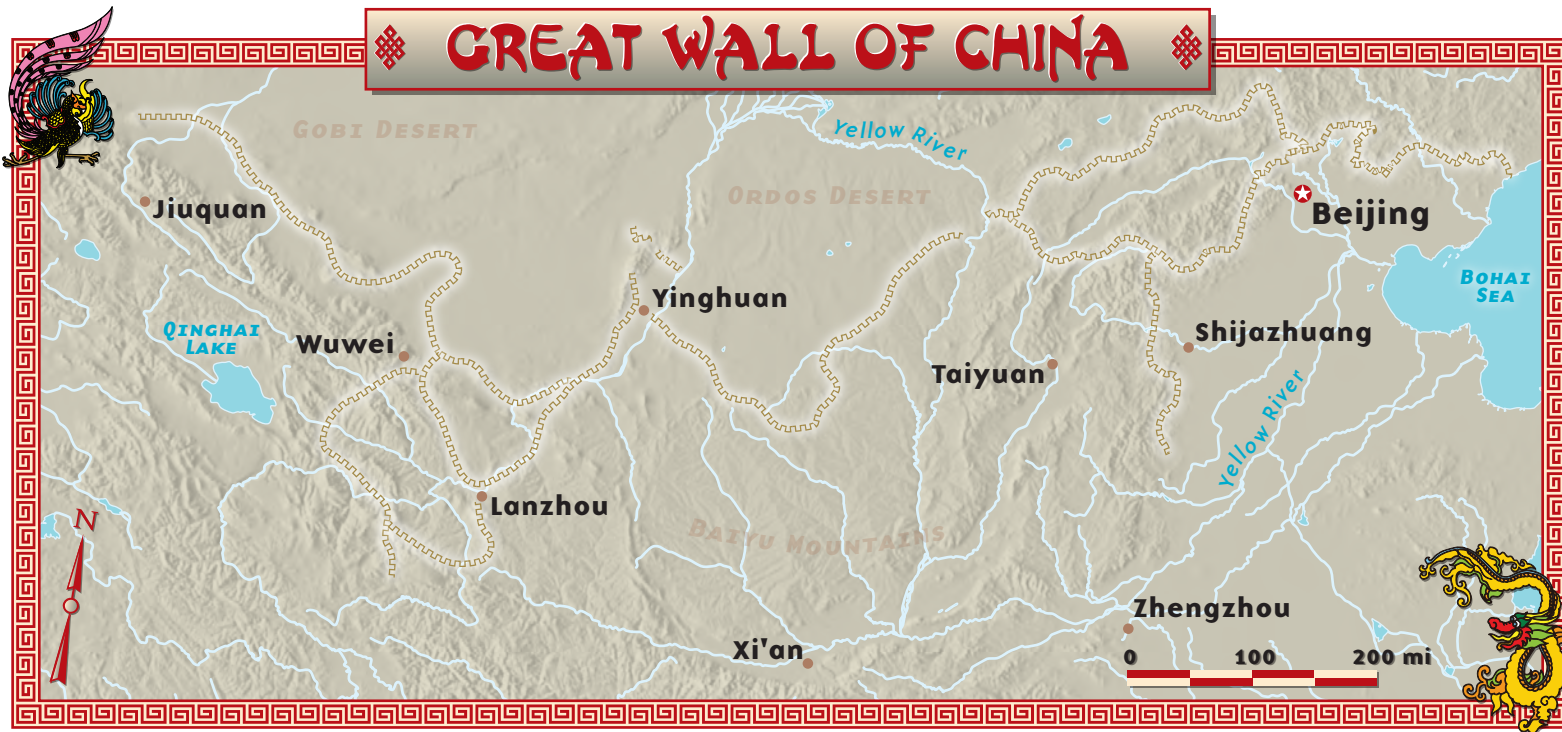 GREAT WALL OF CHINA
GOBI DESERT
Yellow River
ORDOS DESERT
Jiuquan
Beijing
BOHAI
SEA
Yinghuan
QINGHAI
LAKE
Wuwei
Shijazhuang
Taiyuan
Yellow River
Lanzhou
N
BAIYU MOUNTAINS
Zhengzhou
Xi'an
0 100 200 mi